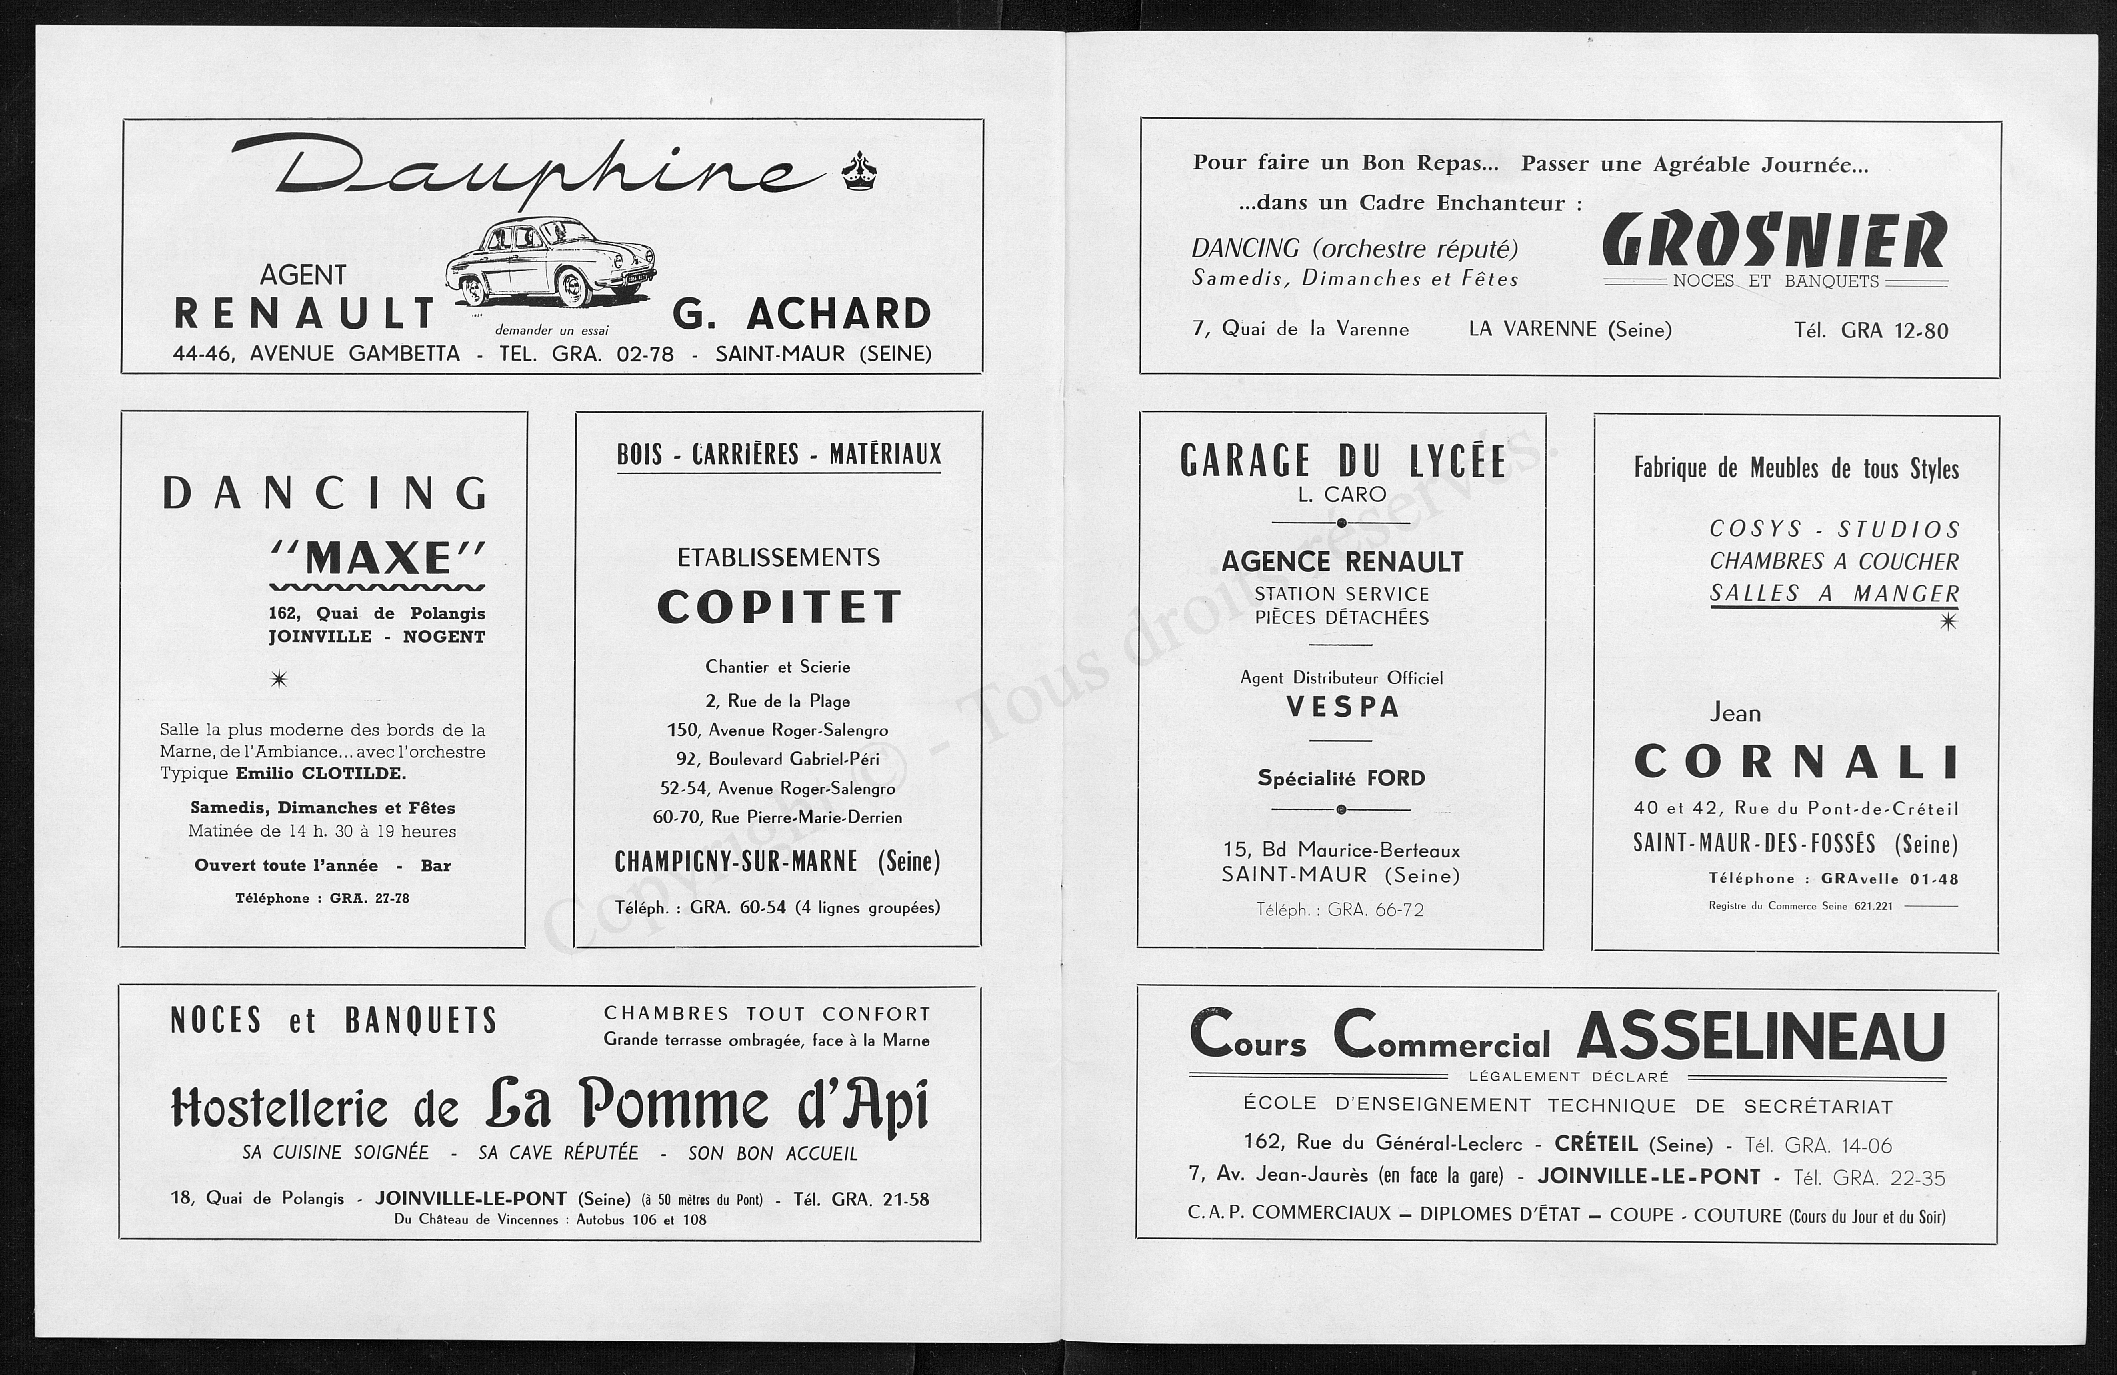 Dauphine
AGENT
RENAULT
demander un essai
G. ACHARD
44-46, AVENUE GAMBETTA - TEL. GRA. 02-78 - SAINT-MAUR (SEINE)
DANCING
"MAXE"
162, Quai de Polangis
JOINVILLE - NOGENT
Salle la plus moderne des bords de la
Marne, de l'Ambiance... avec l'orchestre
Typique Emilio CLOTILDE.
Samedis, Dimanches et Fêtes
Matinée de 14 h. 30 à 19 heures
Ouvert toute l'année - Bar
Téléphone : GRA. 27-78
BOIS - CARRIÈRES - MATÉRIAUX
ETABLISSEMENTS
COPITET
Chantier et Scierie
2, Rue de la Plage
150, Avenue Roger-Salengro
92, Boulevard Gabriel-Péri
52-54, Avenue Roger-Salengro
60-70, Rue Pierre-Marie-Derrien
CHAMPIGNY-SUR-MARNE (Seine)
Téléph. : GRA. 60-54 (4 lignes groupées)
NOCES et BANQUETS
CHAMBRES TOUT CONFORT
Grande terrasse ombragée, face à la Marne
Hostellerie de La Pomme d'Api
SA CUISINE SOIGNÉE - SA CAVE RÉPUTÉE - SON BON ACCUEIL
18, Quai de Polangis - JOINVILLE-LE-PONT (Seine) (à 50 mètres du Pont) - Tél. GRA. 21-58
Du Château de Vincennes : Autobus 106 et 108
Pour faire un Bon Repas... Passer une Agréable Journée...
...dans un Cadre Enchanteur :
DANCING (orchestre réputé)
Samedis, Dimanches et Fêtes
GROSNIER
NOCES ET BANQUETS
7, Quai de la Varenne LA VARENNE (Seine) Tél. GRA 12-80
GARAGE DU LYCÉE
L. CARO
AGENCE RENAULT
STATION SERVICE
PIÈCES DÉTACHÉES
Agent Distributeur Officiel
VESPA
Spécialité FORD
15, Bd Maurice-Berteaux
SAINT-MAUR (Seine)
Téléph. : GRA. 66-72
Fabrique de Meubles de tous Styles
COSYS - STUDIOS
CHAMBRES A COUCHER
SALLES A MANGER
Jean
CORNALI
40 et 42, Rue du Pont-de-Créteil
SAINT-MAUR-DES-FOSSÉS (Seine)
Téléphone : GRAvelle 01-48
Registre du Commerce Seine 621.221
Cours Commercial ASSELINEAU
LÉGALEMENT DÉCLARÉ
ÉCOLE D'ENSEIGNEMENT TECHNIQUE DE SECRÉTARIAT
162, Rue du Général-Leclerc - CRÉTEIL (Seine) - Tél. GRA. 14-06
7, Av. Jean-Jaurès (en face la gare) - JOINVILLE-LE-PONT - Tél. GRA. 22-35
C.A.P. COMMERCIAUX — DIPLOMES D'ÉTAT — COUPE - COUTURE (Cours du Jour et du Soir)
Copyright © - Tous droits réservés.